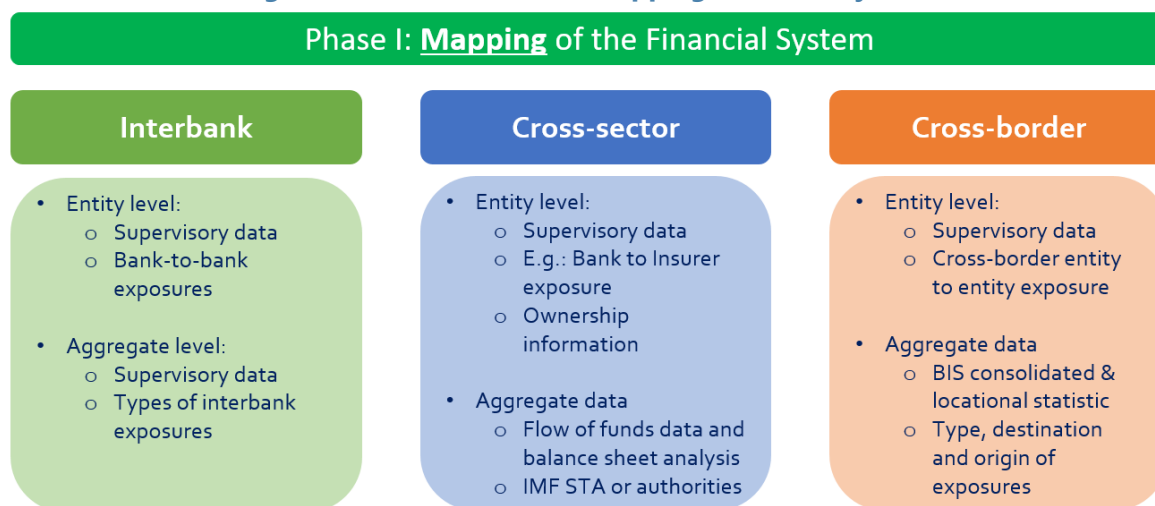 Phase I: Mapping of the Financial System
Interbank
• Entity level:
o Supervisory data
o Bank-to-bank
exposures
• Aggregate level:
o Supervisory data
o Types of interbank
exposures
Cross-sector
• Entity level:
o Supervisory data
o E.g.: Bank to Insurer
exposure
o Ownership
information
• Aggregate data
o Flow of funds data and
balance sheet analysis
o IMF STA or authorities
Cross-border
• Entity level:
o Supervisory data
o Cross-border entity
to entity exposure
• Aggregate data
o BIS consolidated &
locational statistic
o Type, destination
and origin of
exposures